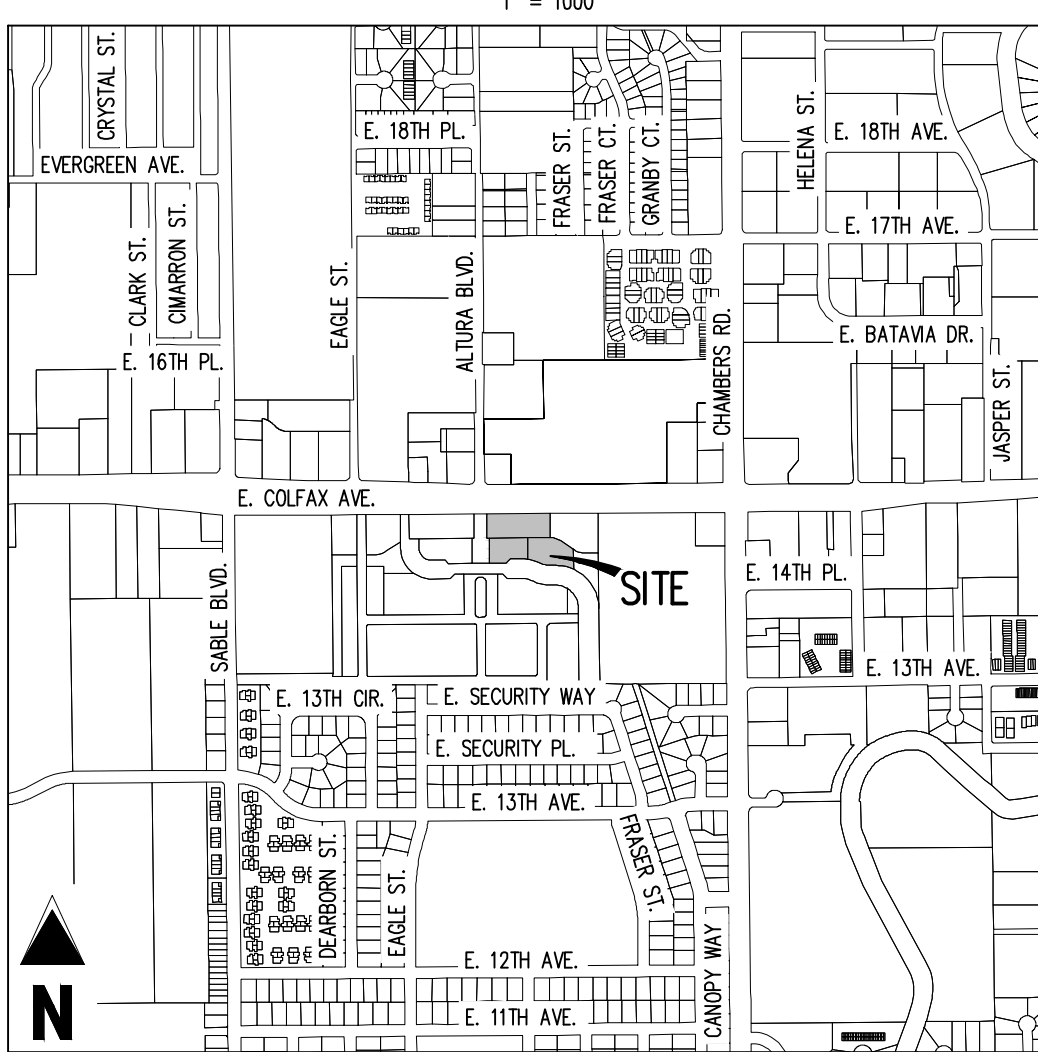 1" = 1000'
CRYSTAL ST.
E. 18TH PL.
FRASER ST.
FRASER CT.
GRANBY CT.
HELENA ST.
E. 18TH AVE.
EVERGREEN AVE.
E. 17TH AVE.
CLARK ST.
CIMARRON ST.
EAGLE ST.
ALTURA BLVD.
CHAMBERS RD.
E. BATAVIA DR.
E. 16TH PL.
JASPER ST.
E. COLFAX AVE.
SITE
E. 14TH PL.
SABLE BLVD.
E. 13TH AVE.
E. 13TH CIR.
E. SECURITY WAY
E. SECURITY PL.
E. 13TH AVE.
DEARBORN ST.
EAGLE ST.
FRASER ST.
E. 12TH AVE.
CANOPY WAY
N
E. 11TH AVE.